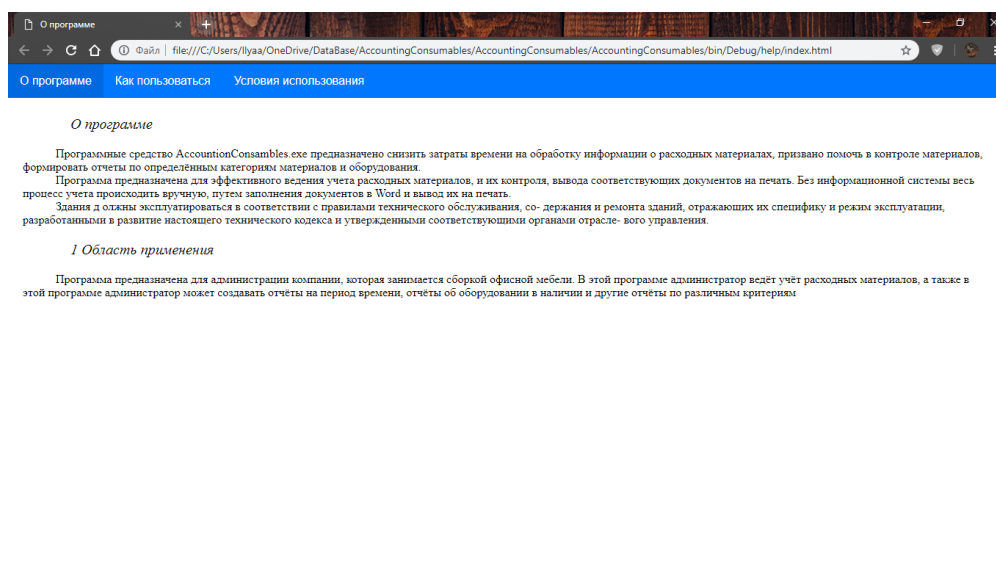 О программе
Файл | file:///C:/Users/Ilyaa/OneDrive/DataBase/AccountingConsumables/AccountingConsumables/AccountingConsumables/bin/Debug/help/index.html
О программе Как пользоваться Условия использования
О программе
Программные средство AccountionConsambles.exe предназначено снизить затраты времени на обработку информации о расходных материалах, призвано помочь в контроле материалов,
формировать отчеты по определённым категориям материалов и оборудования.
Программа предназначена для эффективного ведения учета расходных материалов, и их контроля, вывода соответствующих документов на печать. Без информационной системы весь
процесс учета происходить вручную, путем заполнения документов в Word и вывод их на печать.
Здания д олжны эксплуатироваться в соответствии с правилами технического обслуживания, со- держания и ремонта зданий, отражающих их специфику и режим эксплуатации,
разработанными в развитие настоящего технического кодекса и утвержденными соответствующими органами отрасле- вого управления.
1 Область применения
Программа предназначена для администрации компании, которая занимается сборкой офисной мебели. В этой программе администратор ведёт учёт расходных материалов, а также в
этой программе администратор может создавать отчёты на период времени, отчёты об оборудовании в наличии и другие отчёты по различным критериям